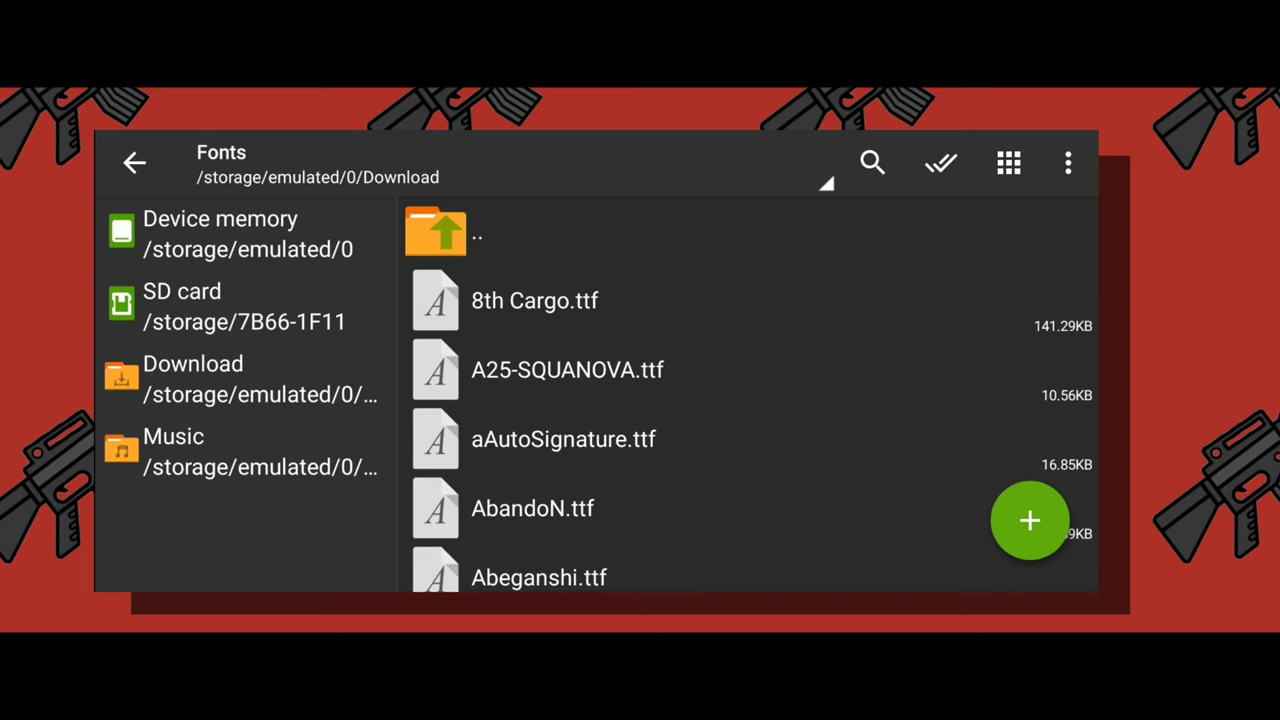 Fonts
/storage/emulated/0/Download
Device memory
/storage/emulated/0
SD card
/storage/7B66-1F11
Download
/storage/emulated/0/...
Music
/storage/emulated/0/...
..
8th Cargo.ttf
141.29KB
A25-SQUANOVA.ttf
10.56KB
aAutoSignature.ttf
16.85KB
AbandoN.ttf
9KB
Abeganshi.ttf